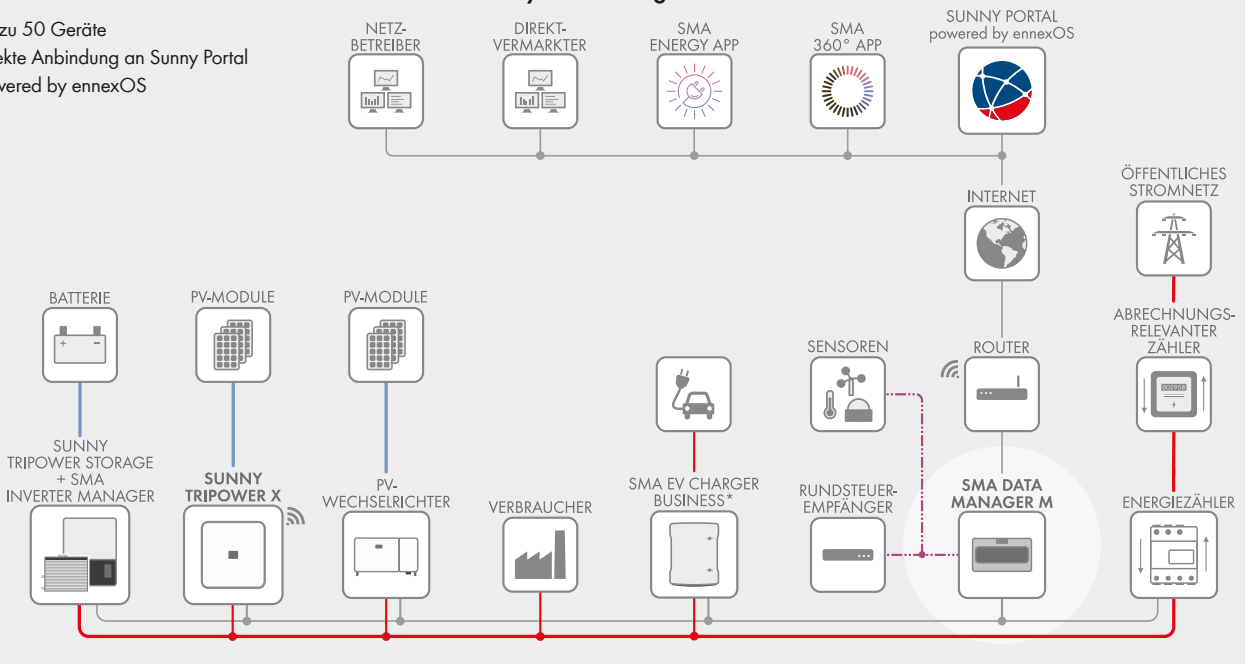 zu 50 Geräte
ekte Anbindung an Sunny Portal
wered by ennexOS
NETZ-
BETREIBER
DIREKT-
VERMARKTER
SMA
ENERGY APP
SMA
360° APP
SUNNY PORTAL
powered by ennexOS
INTERNET
ÖFFENTLICHES
STROMNETZ
BATTERIE
PV-MODULE
PV-MODULE
SENSOREN
ROUTER
ABRECHNUNGS-
RELEVANTER
ZÄHLER
SUNNY
TRIPOWER STORAGE
+ SMA
INVERTER MANAGER
SUNNY
TRIPOWER X
PV-
WECHSELRICHTER
VERBRAUCHER
SMA EV CHARGER
BUSINESS*
RUNDSTEUER-
EMPFÄNGER
SMA DATA
MANAGER M
ENERGIEZÄHLER